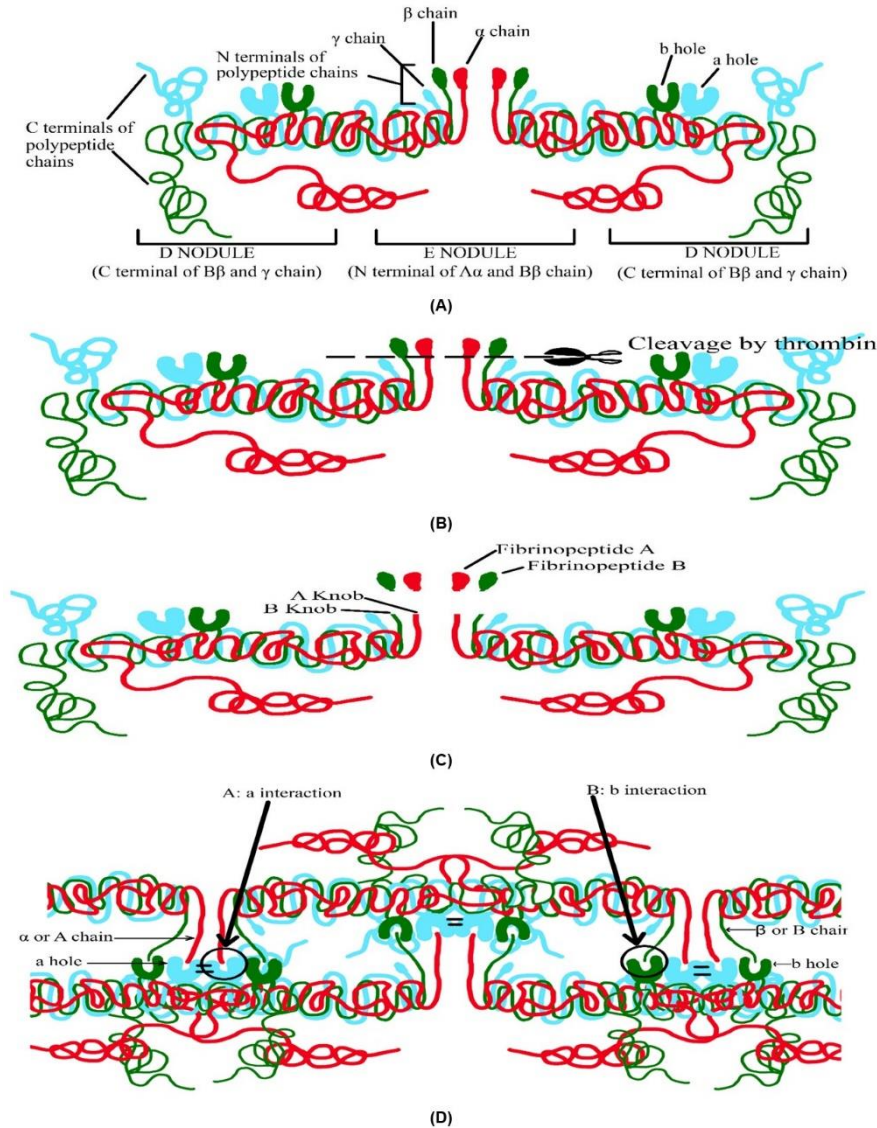 β chain
γ chain
α chain
N terminals of
polypeptide chains
b hole
a hole
C terminals of
polypeptide
chains
D NODULE
(C terminal of Bβ and γ chain)
E NODULE
(N terminal of Aα and Bβ chain)
D NODULE
(C terminal of Bβ and γ chain)
(A)
Cleavage by thrombin
(B)
Fibrinopeptide A
Fibrinopeptide B
A Knob
B Knob
(C)
A: a interaction
B: b interaction
α or A chain
a hole
β or B chain
b hole
=
=
=
(D)